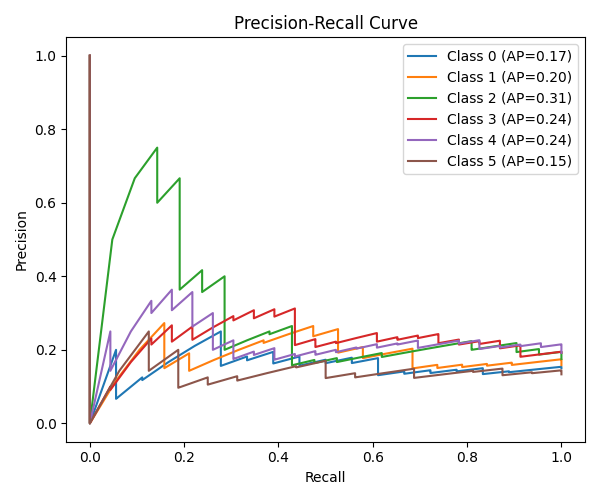 Precision-Recall Curve
Class 0 (AP=0.17)
Class 1 (AP=0.20)
Class 2 (AP=0.31)
Class 3 (AP=0.24)
Class 4 (AP=0.24)
Class 5 (AP=0.15)
Precision
1.0
0.8
0.6
0.4
0.2
0.0
0.0 0.2 0.4 0.6 0.8 1.0
Recall